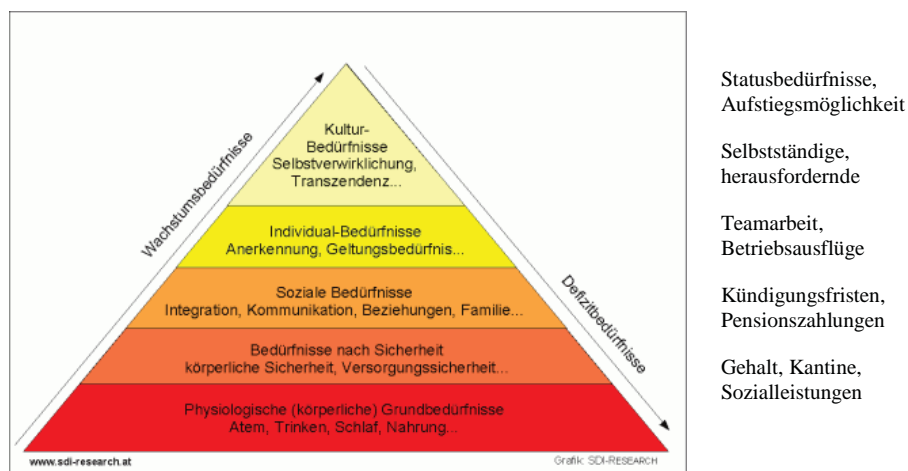 Kultur-
Bedürfnisse
Selbstverwirklichung,
Transzendenz...
Individual-Bedürfnisse
Anerkennung, Geltungsbedürfnis...
Soziale Bedürfnisse
Integration, Kommunikation, Beziehungen, Familie...
Bedürfnisse nach Sicherheit
körperliche Sicherheit, Versorgungssicherheit...
Physiologische (körperliche) Grundbedürfnisse
Atem, Trinken, Schlaf, Nahrung...
Wachstumsbedürfnisse
Defizitbedürfnisse
www.sdi-research.at
Grafik: SDI-RESEARCH
Statusbedürfnisse,
Aufstiegsmöglichkeit
Selbstständige,
herausfordernde
Teamarbeit,
Betriebsausflüge
Kündigungsfristen,
Pensionszahlungen
Gehalt, Kantine,
Sozialleistungen